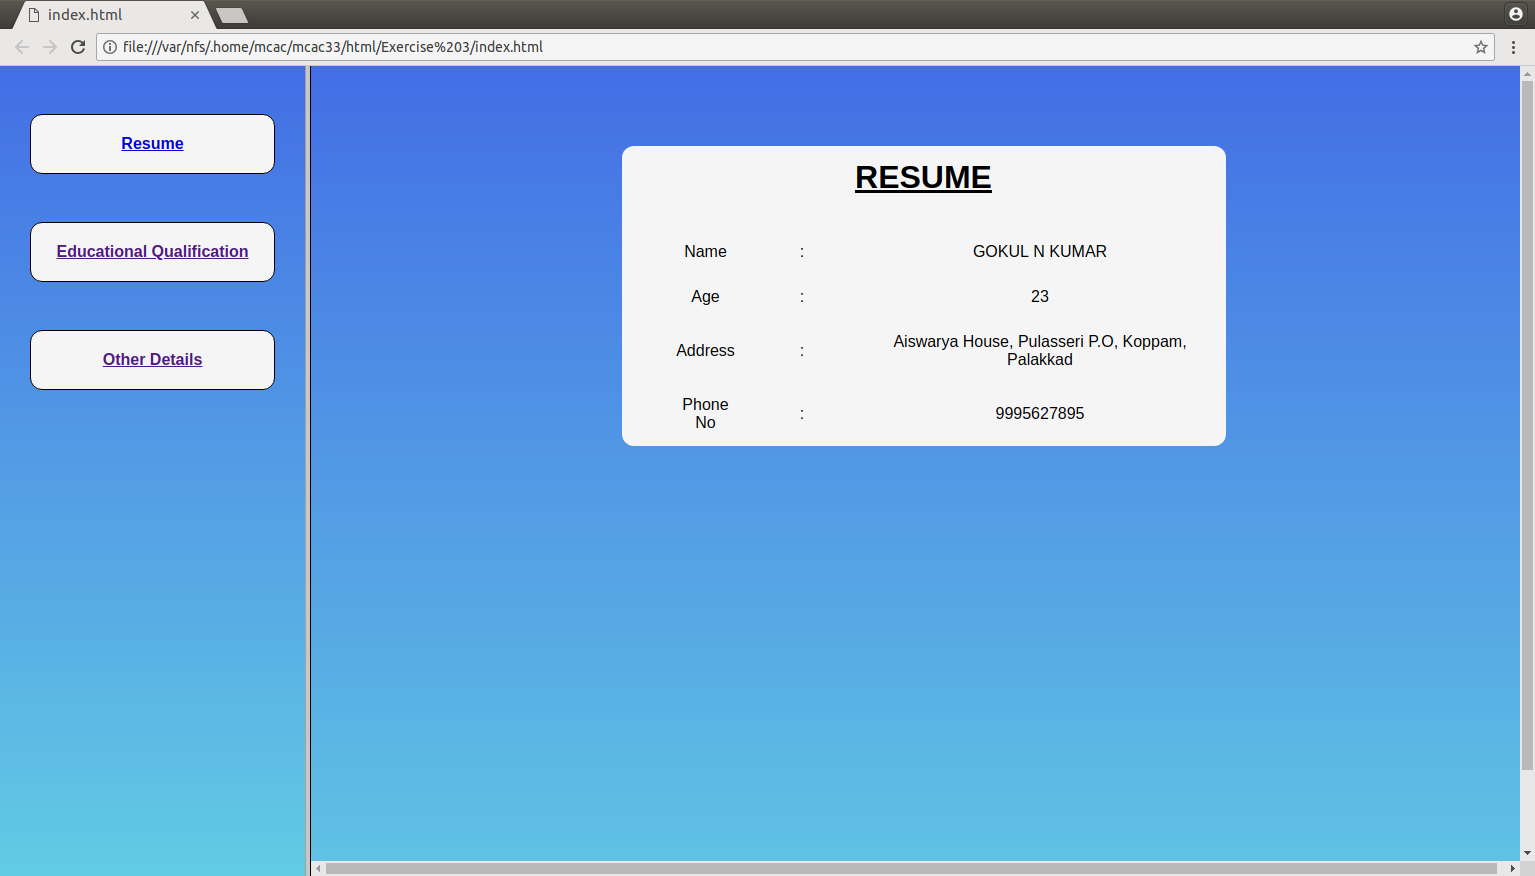 index.html
file:///var/nfs/.home/mcac/mcac33/html/Exercise%203/index.html
Resume
Educational Qualification
Other Details
RESUME
Name : GOKUL N KUMAR
Age : 23
Address : Aiswarya House, Pulasseri P.O, Koppam,
Palakkad
Phone
No : 9995627895